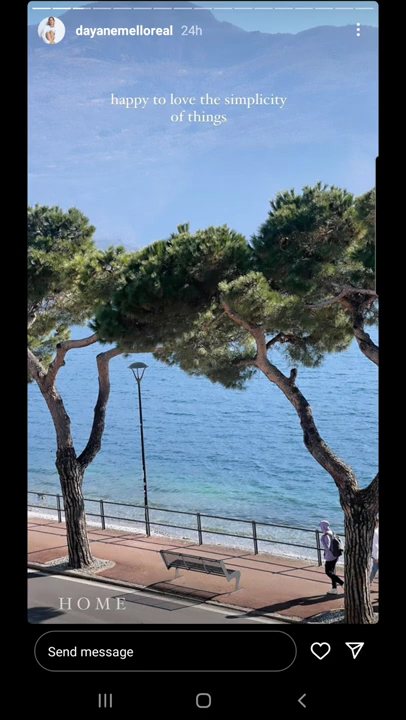 dayanemelloreal 24h
happy to love the simplicity
of things
HOME
Send message